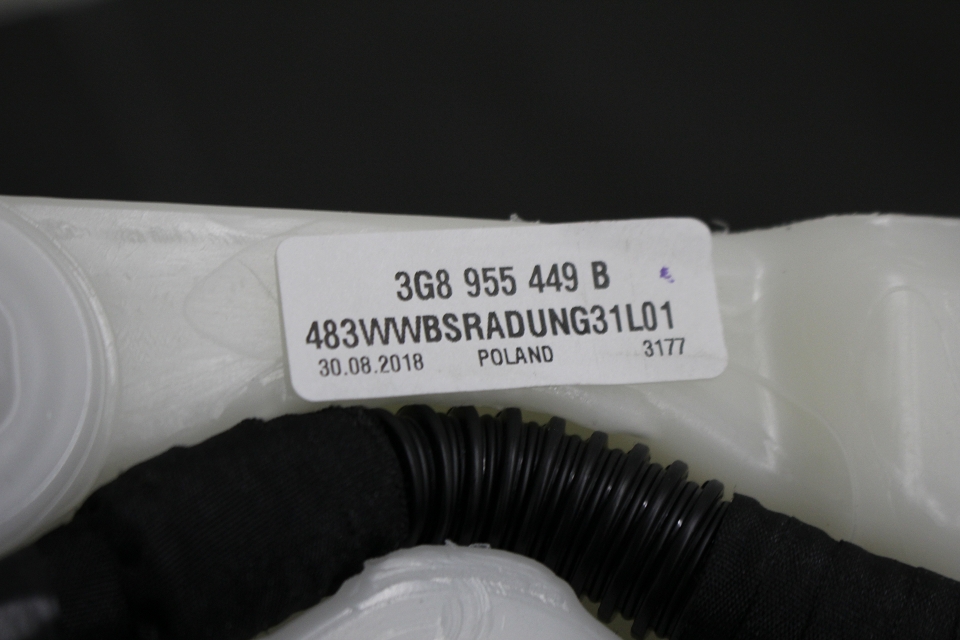 3G8 955 449 B
483WWBSRADUNG31L01
30.08.2018 POLAND 3177